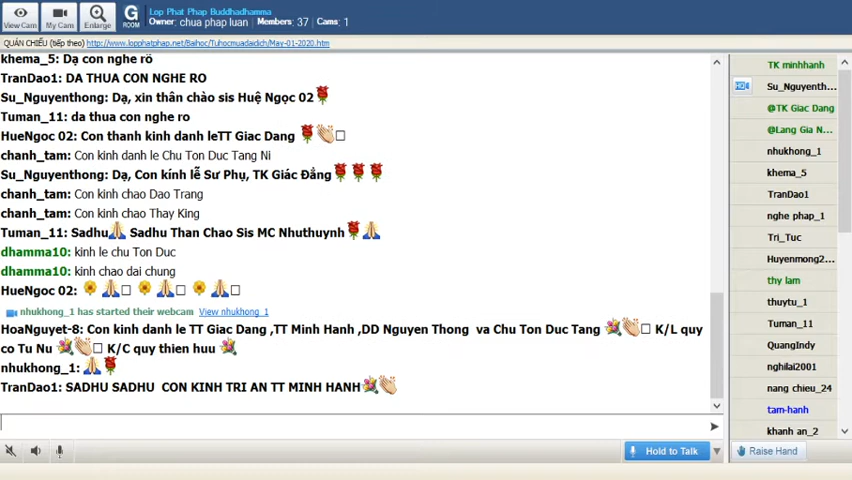 View Cam
My Cam
Enlarge
G
ROOM
Lop Phat Phap Buddhadhamma
Owner: chua phap luan Members: 37 Cams: 1
QUÁN CHIẾU (tiếp theo) http://www.lopphatphap.net/Baihoc/Tuhocmuadaidich/May-01-2020.htm
khema_5: Dạ con nghe rõ
TranDao1: DA THUA CON NGHE RO
Su_Nguyenthong: Dạ, xin thân chào sis Huệ Ngọc 02🌹
Tuman_11: da thua con nghe ro
HueNgoc 02: Con thanh kinh danh leTT Giac Dang 🌹👏🏻□
chanh_tam: Con kinh danh le Chu Ton Duc Tang Ni
Su_Nguyenthong: Dạ, Con kính lễ Sư Phụ, TK Giác Đẳng🌹🌹🌹
chanh_tam: Con kinh chao Dao Trang
chanh_tam: Con kinh chao Thay King
Tuman_11: Sadhu🙏🏻 Sadhu Than Chao Sis MC Nhuthuynh🌹🙏🏻
dhamma10: kinh le chu Ton Duc
dhamma10: kinh chao dai chung
HueNgoc 02: 🌼🙏🏻□ 🌼🙏🏻□ 🌼🙏🏻□
nhukhong_1 has started their webcam View nhukhong_1
HoaNguyet-8: Con kinh danh le TT Giac Dang ,TT Minh Hanh ,DD Nguyen Thong va Chu Ton Duc Tang 💐👏🏻□ K/L quy
co Tu Nu 💐👏🏻□ K/C quy thien huu 💐
nhukhong_1: 🙏🏻🌹
TranDao1: SADHU SADHU CON KINH TRI AN TT MINH HANH💐👏🏻
Hold to Talk
Raise Hand
TK minhhanh
HD
Su_Nguyenth...
@TK Giac Dang
@Lang Gia N...
nhukhong_1
khema_5
TranDao1
nghe phap_1
Tri_Tuc
Huyenmong2...
thy lam
thuytu_1
Tuman_11
QuangIndy
nghilai2001
nang chieu_24
tam-hanh
khanh an_2